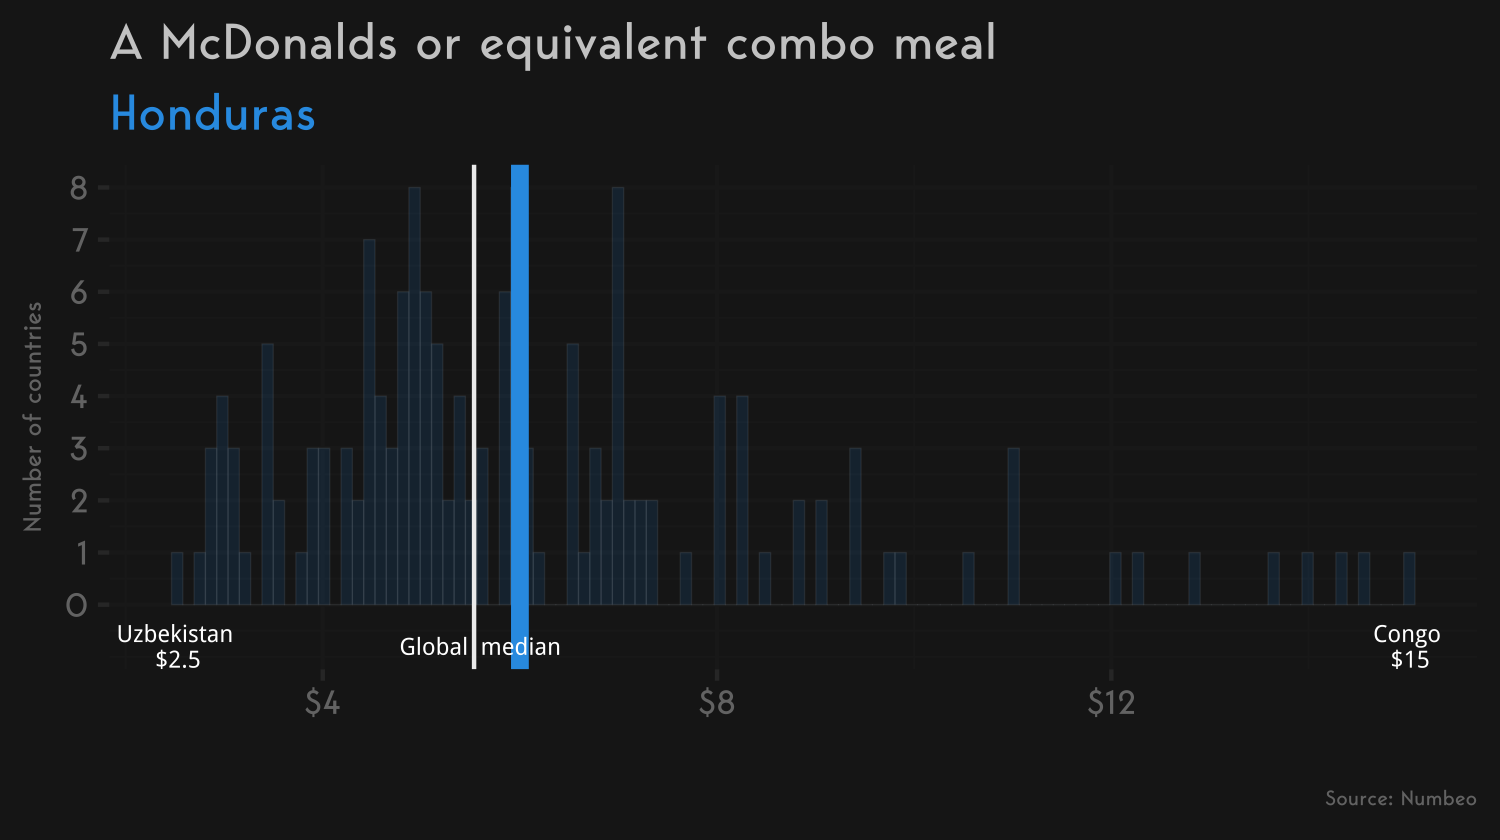 A McDonalds or equivalent combo meal
Honduras
Number of countries
8
7
6
5
4
3
2
1
0
Uzbekistan
$2.5
Global median
Congo
$15
$4
$8
$12
Source: Numbeo